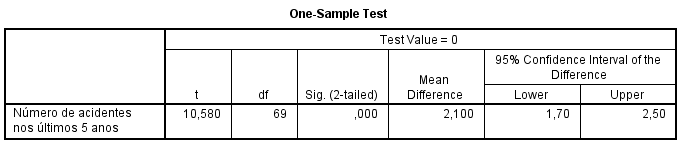 One-Sample Test
Test Value = 0
95% Confidence Interval of the
Difference
t df Sig. (2-tailed) Mean
Difference Lower Upper
Número de acidentes
nos últimos 5 anos 10,580 69 ,000 2,100 1,70 2,50